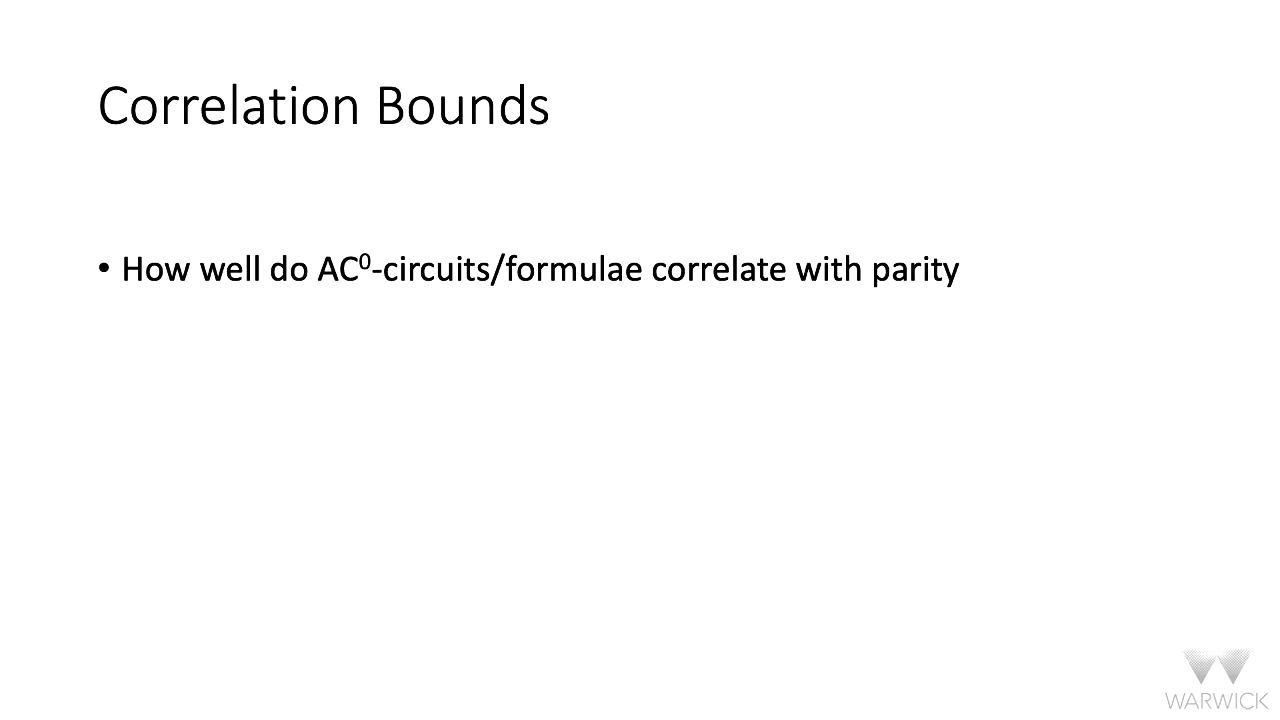 Correlation Bounds
• How well do AC⁰-circuits/formulae correlate with parity
WARWICK